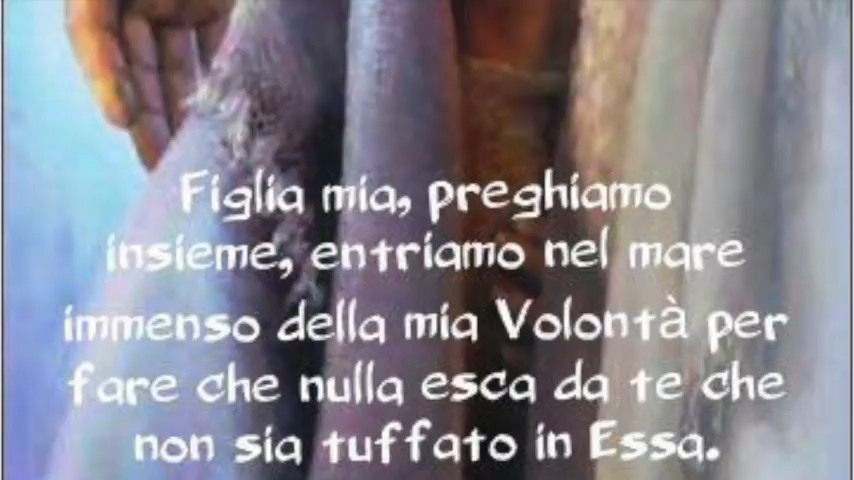 Figlia mia, preghiamo
insieme, entriamo nel mare
immenso della mia Volontà per
fare che nulla esca da te che
non sia tuffato in Essa.